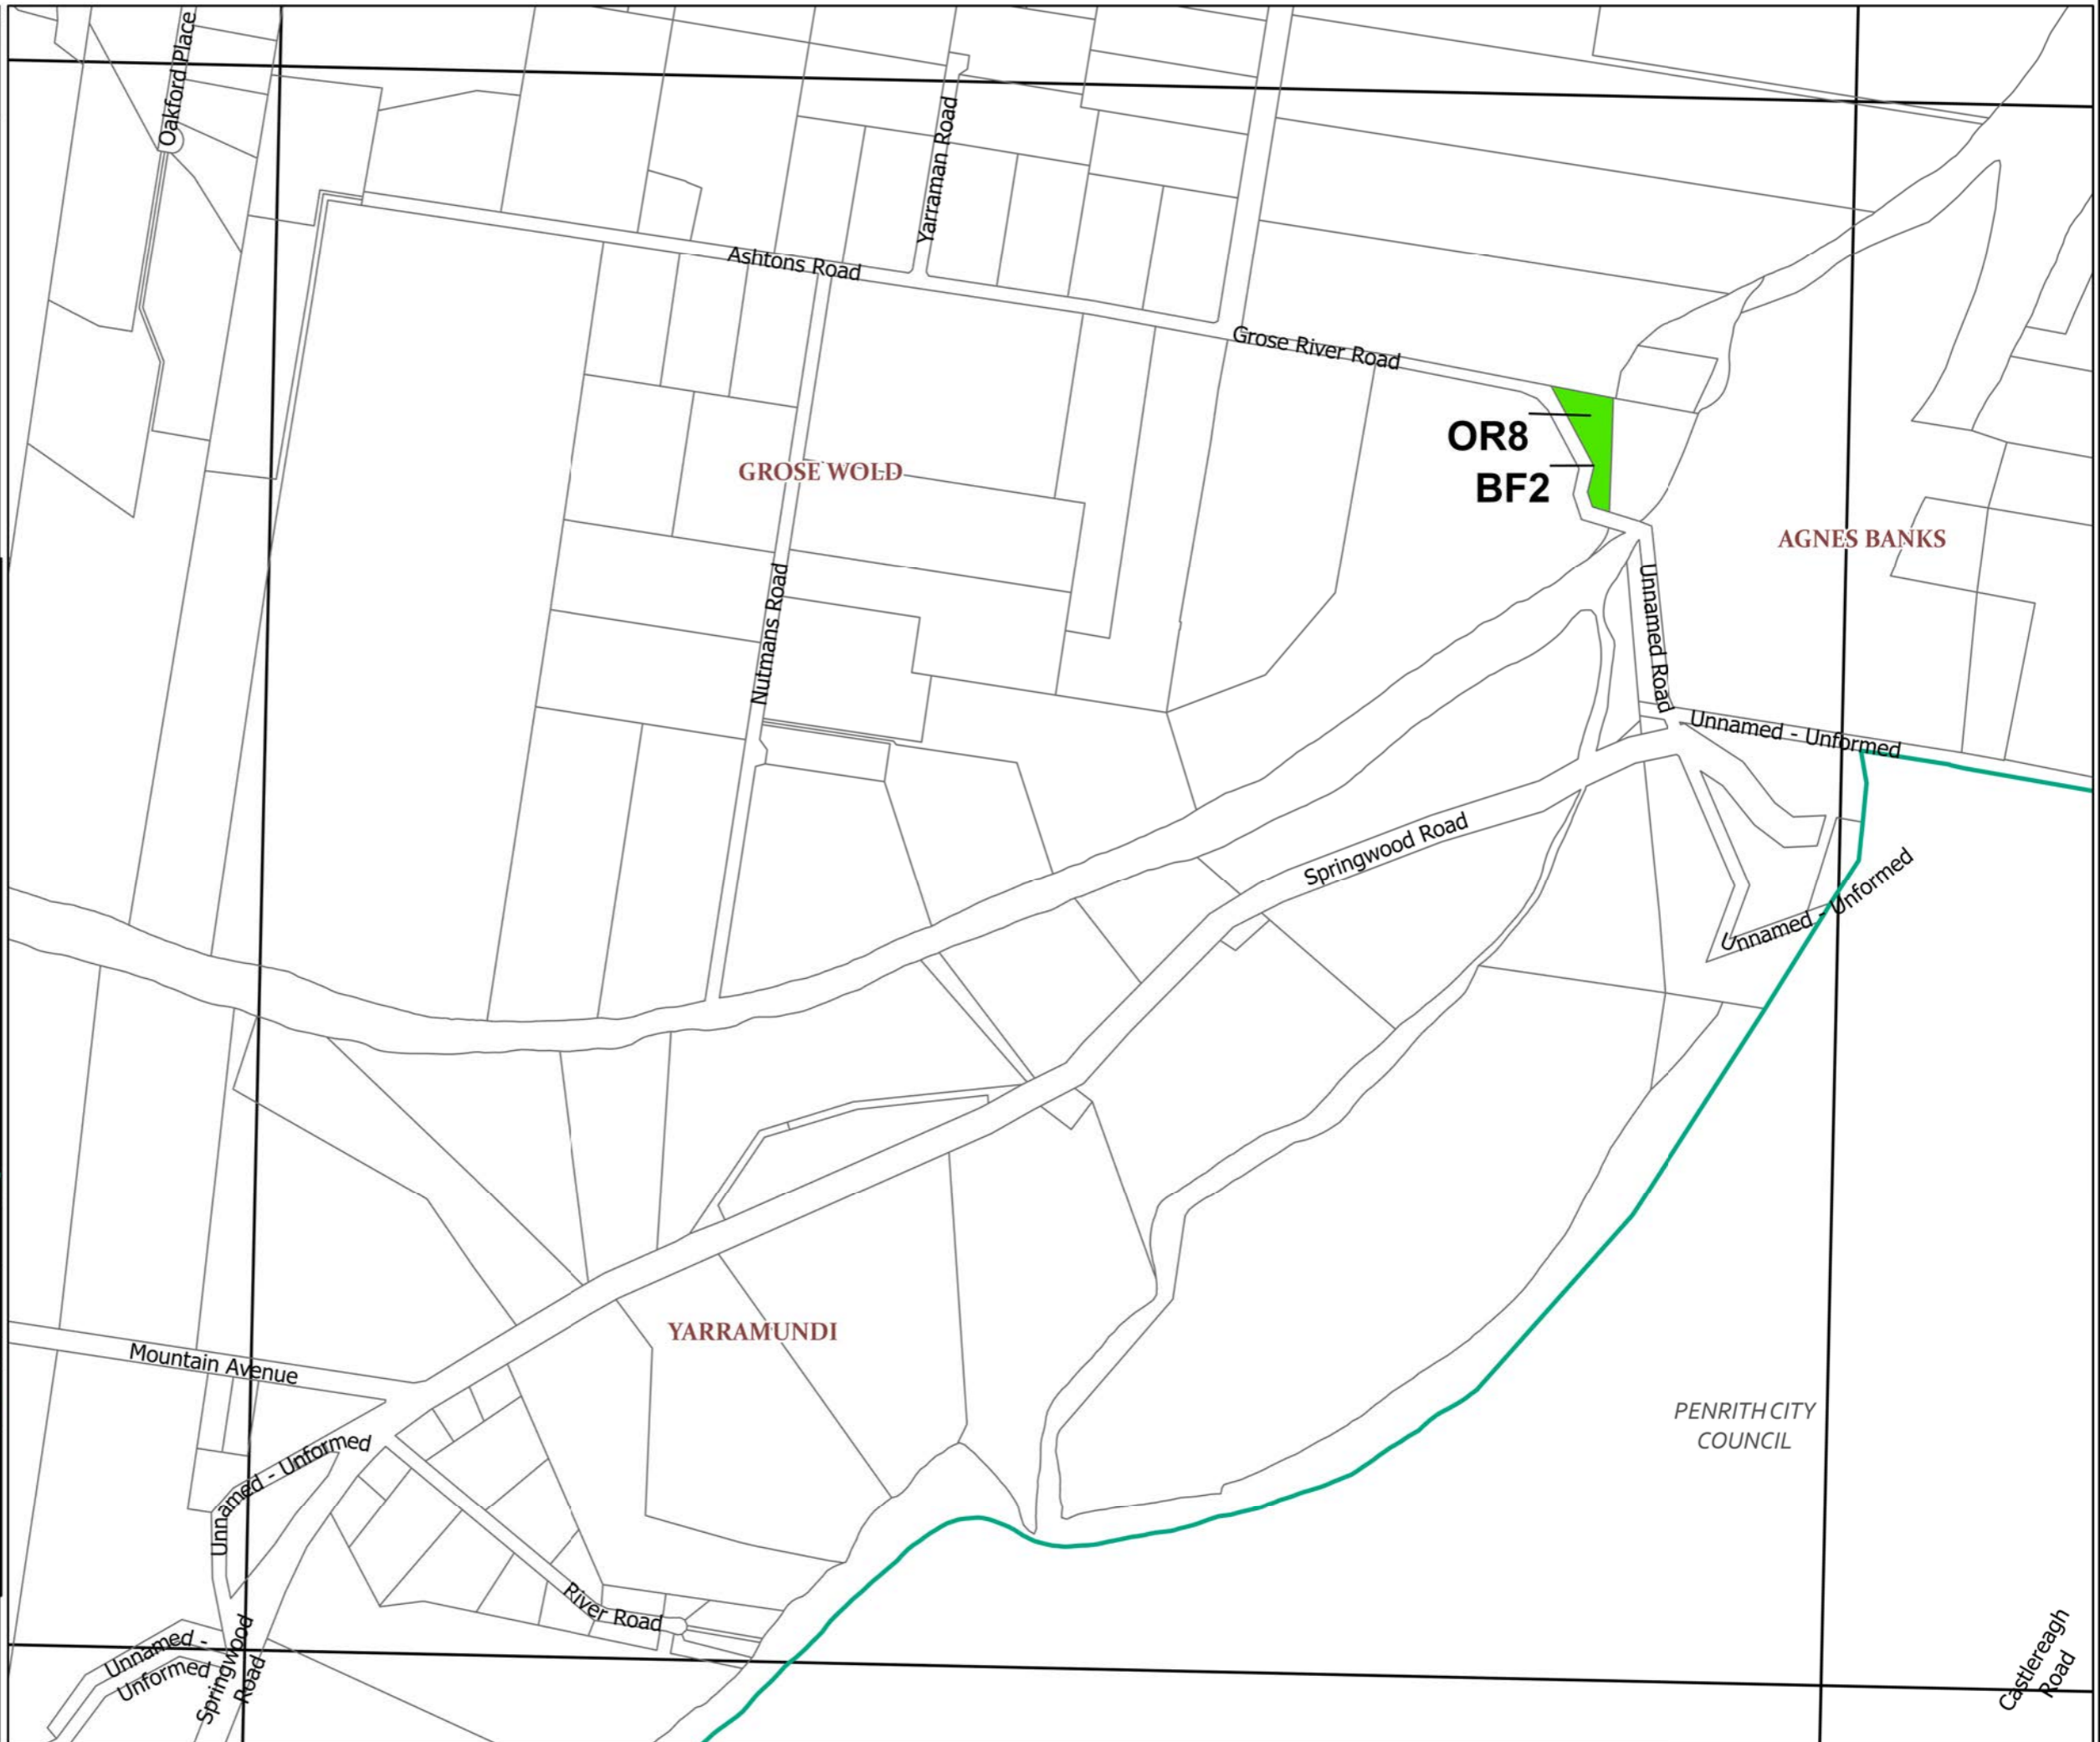 Oakford Place
Yarraman Road
Ashtons Road
Grose River Road
OR8
GROSE WOLD
BF2
AGNES BANKS
Nutmans Road
Unnamed Road
Unnamed - Unformed
Springwood Road
Unnamed - Unformed
YARRAMUNDI
Mountain Avenue
PENRITH CITY
COUNCIL
Unnamed - Unformed
River Road
Unnamed -
Unformed
Springwood
Road
Castlereagh
Road